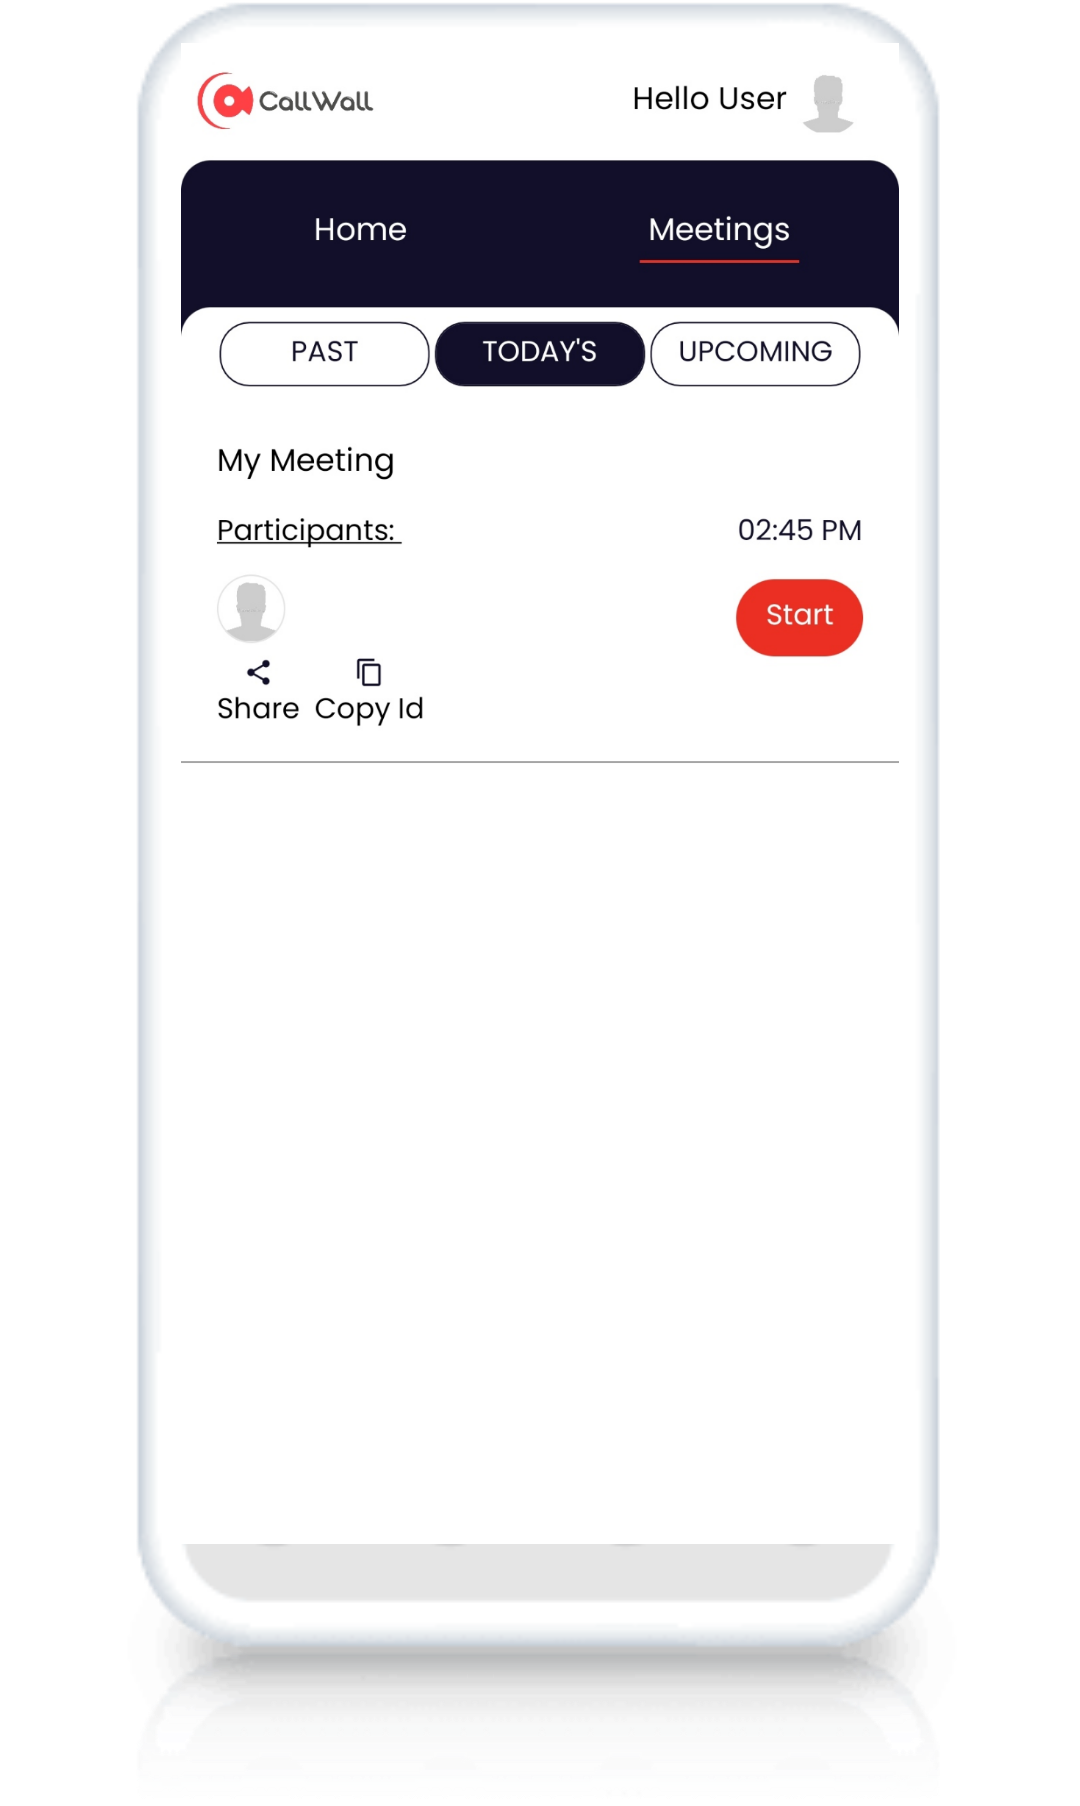 CallWall
Hello User
Home
Meetings
PAST
TODAY'S
UPCOMING
My Meeting
Participants:
02:45 PM
Start
Share
Copy Id